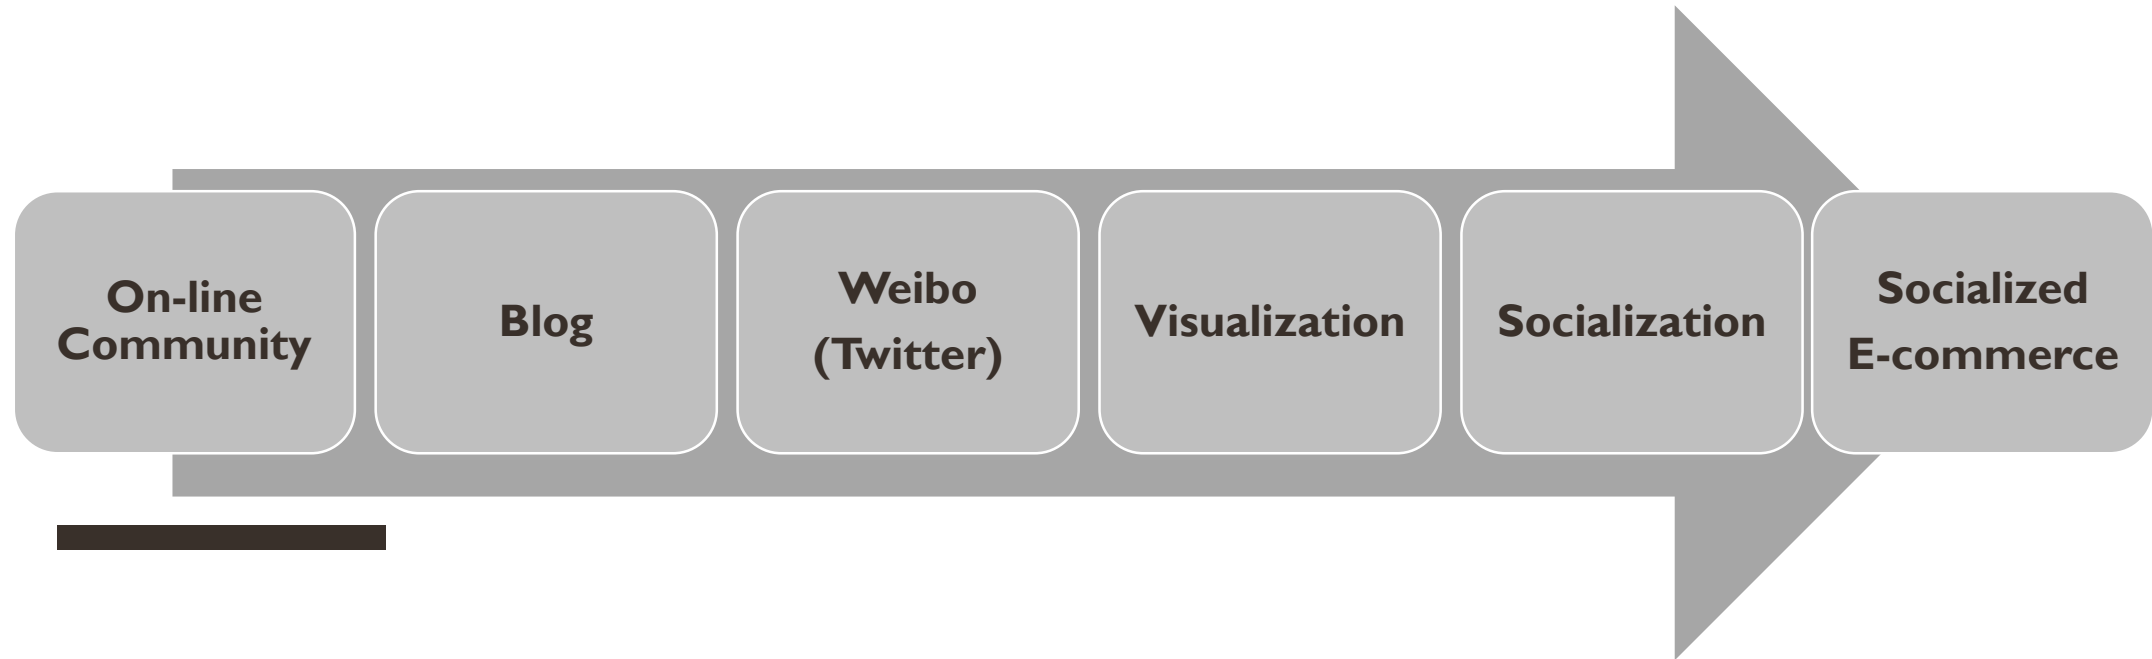 On-line
Community
Blog
Weibo
(Twitter)
Visualization
Socialization
Socialized
E-commerce